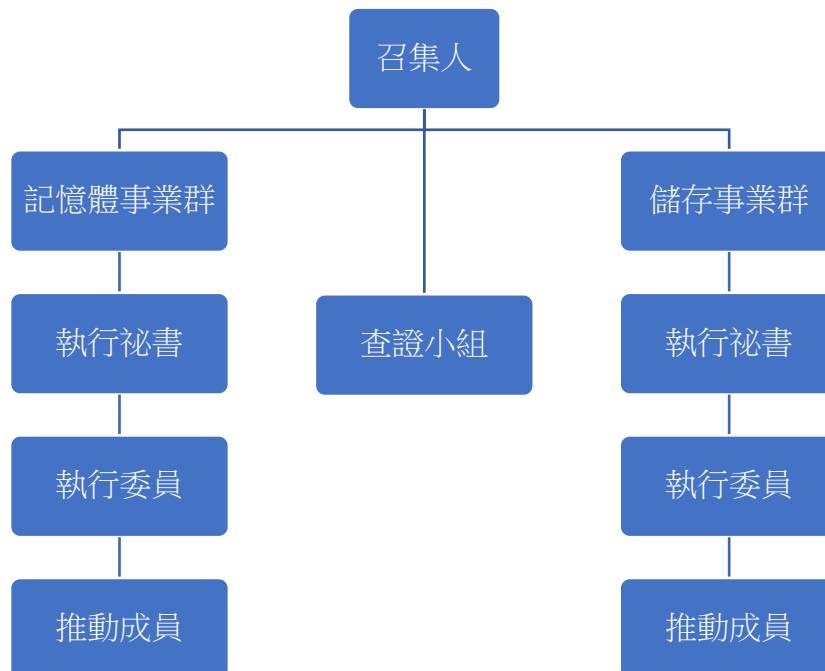 召集人
記憶體事業群
儲存事業群
執行祕書
查證小組
執行祕書
執行委員
執行委員
推動成員
推動成員